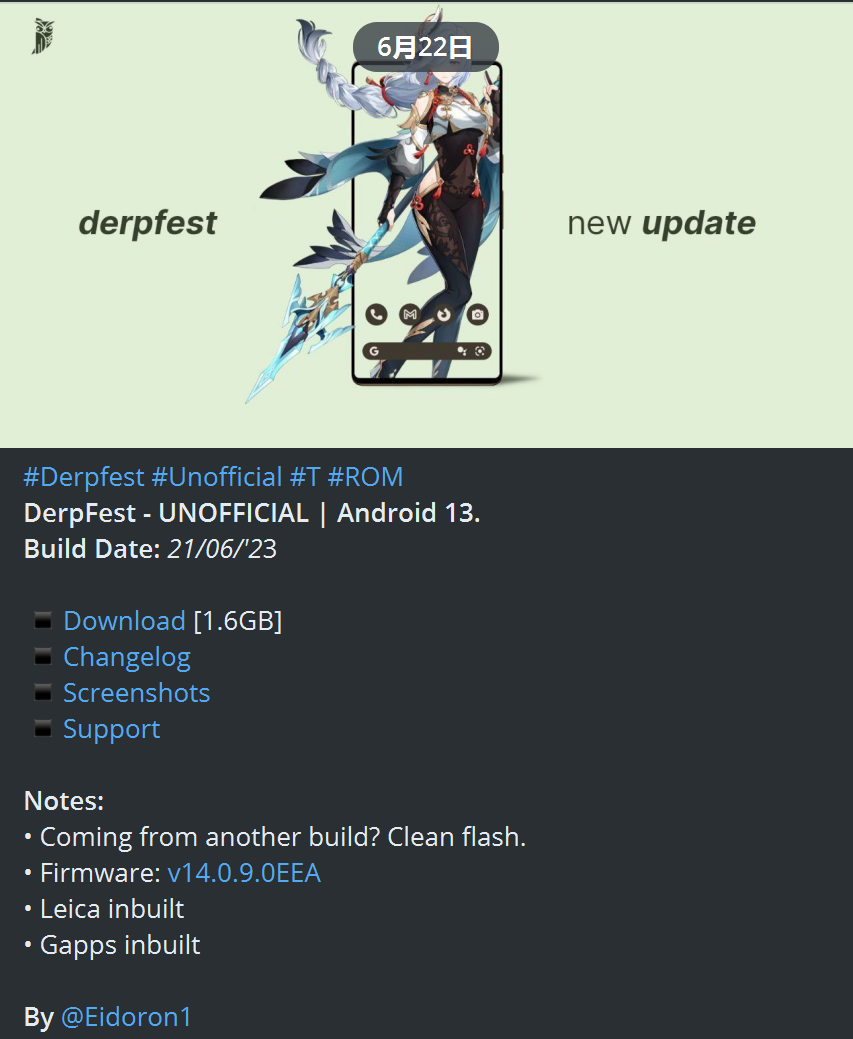 6月22日
derpfest
new update
#Derpfest #Unofficial #T #ROM
DerpFest - UNOFFICIAL | Android 13.
Build Date: 21/06/'23
▪ Download [1.6GB]
▪ Changelog
▪ Screenshots
▪ Support
Notes:
• Coming from another build? Clean flash.
• Firmware: v14.0.9.0EEA
• Leica inbuilt
• Gapps inbuilt
By @Eidoron1